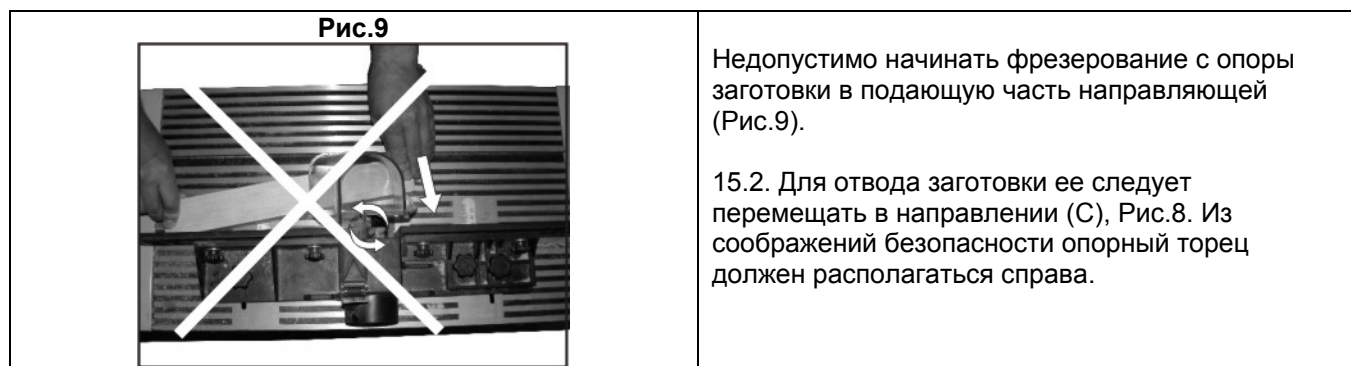 Рис.9
Недопустимо начинать фрезерование с опоры
заготовки в подающую часть направляющей
(Рис.9).
15.2. Для отвода заготовки ее следует
перемещать в направлении (С), Рис.8. Из
соображений безопасности опорный торец
должен располагаться справа.